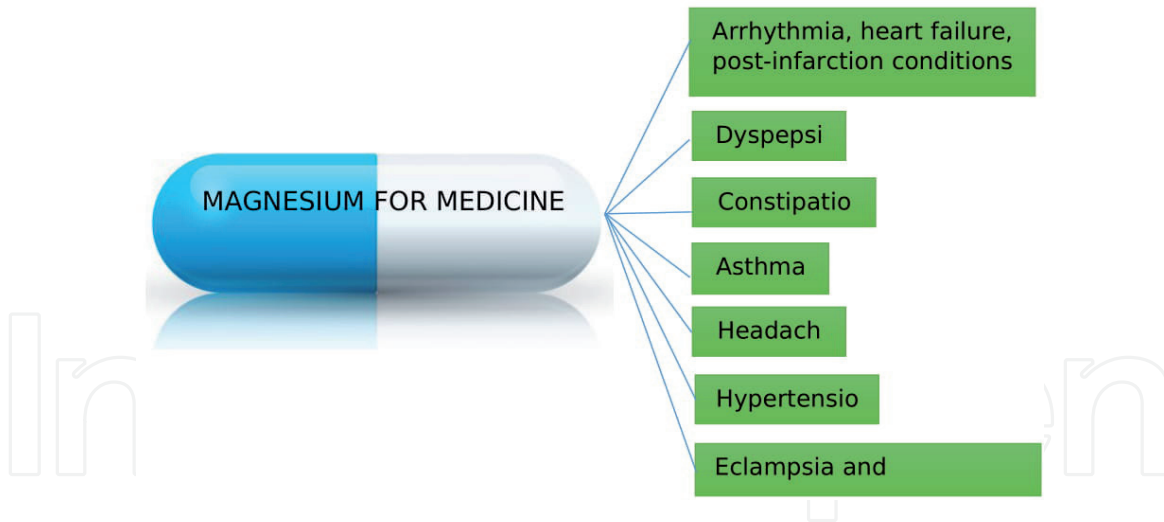 Arrhythmia, heart failure,
post-infarction conditions
Dyspepsi
MAGNESIUM FOR MEDICINE
Constipatio
Asthma
Headach
Hypertensio
Eclampsia and